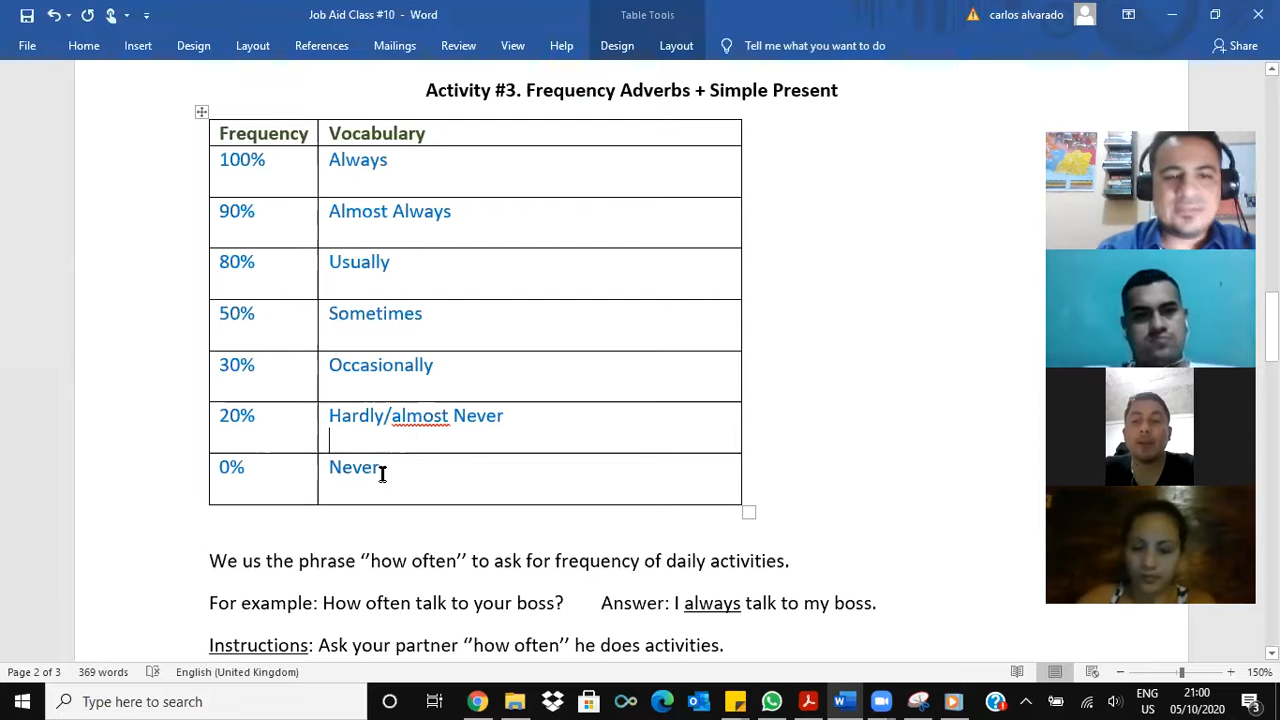 Job Aid Class #10 - Word
Table Tools
carlos alvarado
File Home Insert Design Layout References Mailings Review View Help Design Layout Tell me what you want to do Share
Activity #3. Frequency Adverbs + Simple Present
Frequency Vocabulary
100% Always
90% Almost Always
80% Usually
50% Sometimes
30% Occasionally
20% Hardly/almost Never
0% Never
We us the phrase ‘’how often’’ to ask for frequency of daily activities.
For example: How often talk to your boss? Answer: I always talk to my boss.
Instructions: Ask your partner ‘’how often’’ he does activities.
Page 2 of 3 369 words English (United Kingdom) 150%
Type here to search
ENG 21:00
US 05/10/2020
3